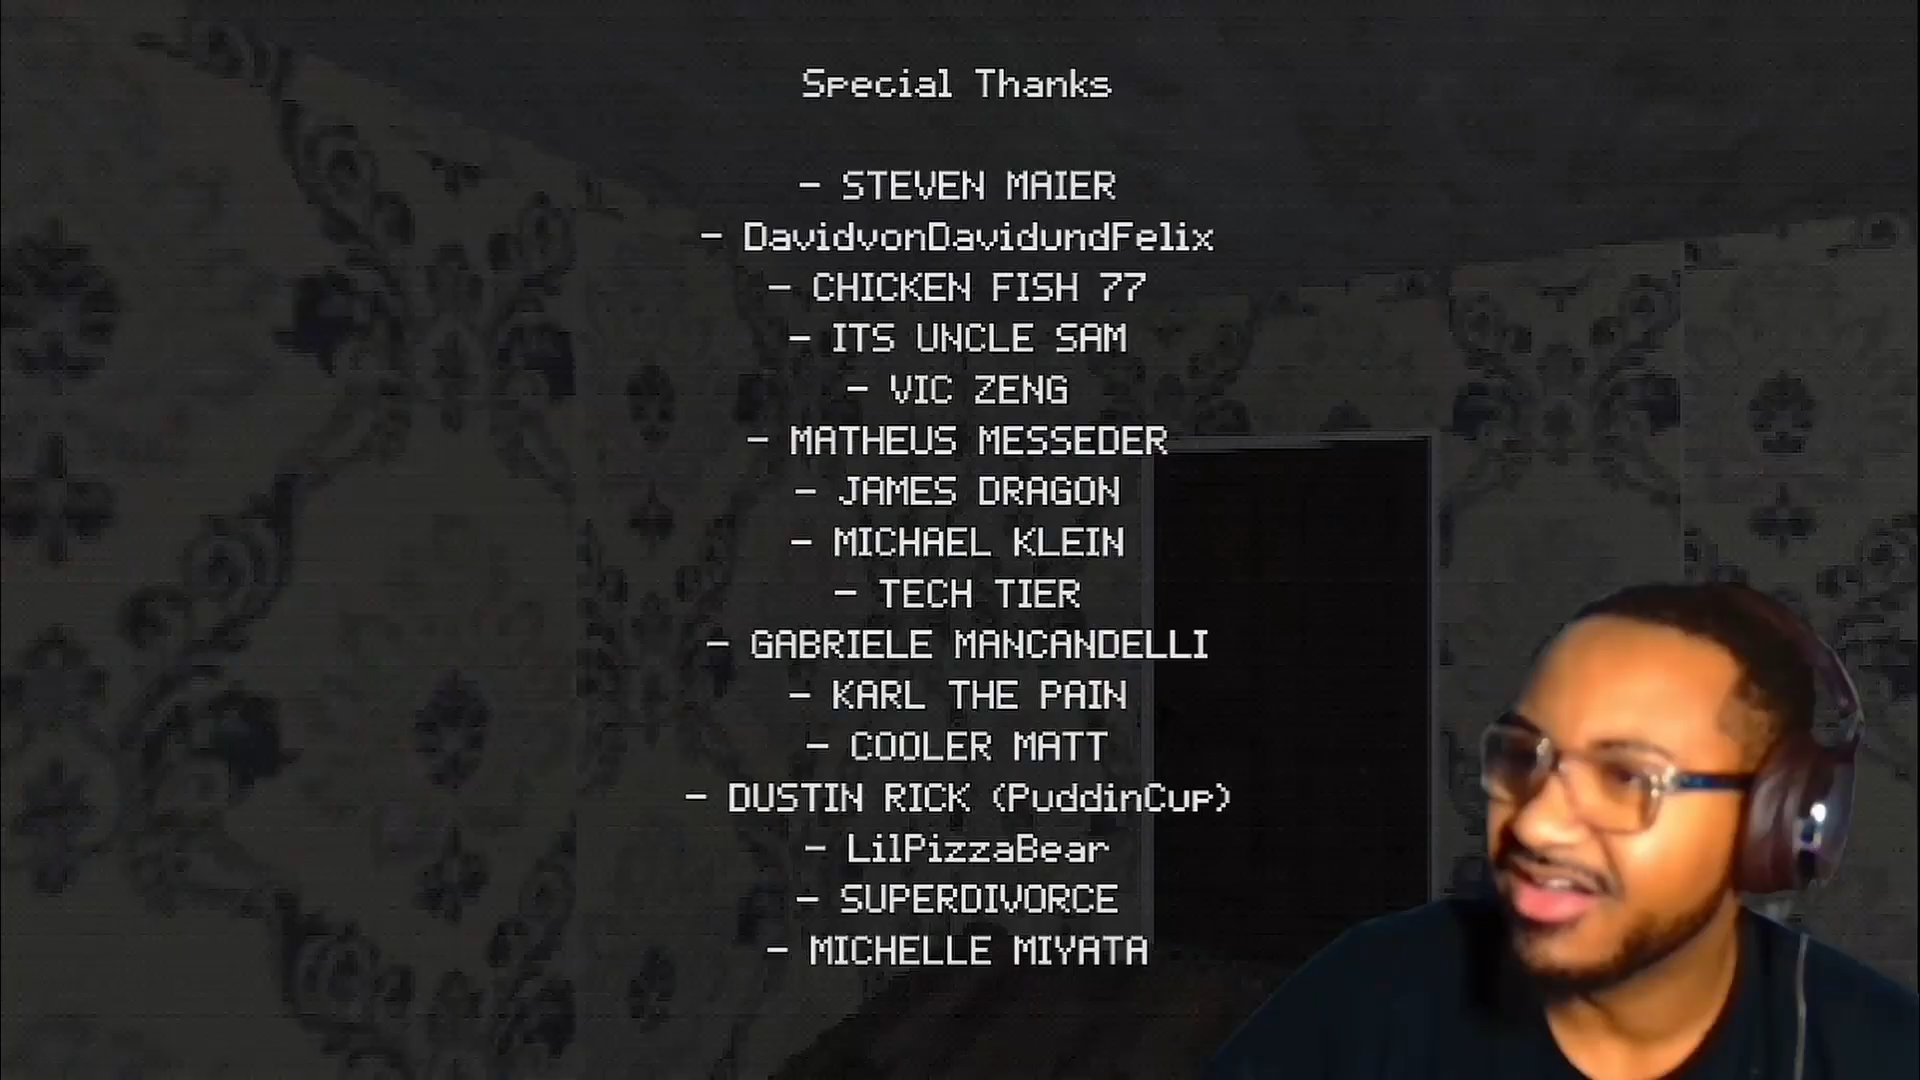 Special Thanks
- STEVEN MAIER
- DavidvonDavidundFelix
- CHICKEN FISH 77
- ITS UNCLE SAM
- VIC ZENG
- MATHEUS MESSEDER
- JAMES DRAGON
- MICHAEL KLEIN
- TECH TIER
- GABRIELE MANCANDELLI
- KARL THE PAIN
- COOLER MATT
- DUSTIN RICK (PuddinCup)
- LilPizzaBear
- SUPERDIVORCE
- MICHELLE MIYATA